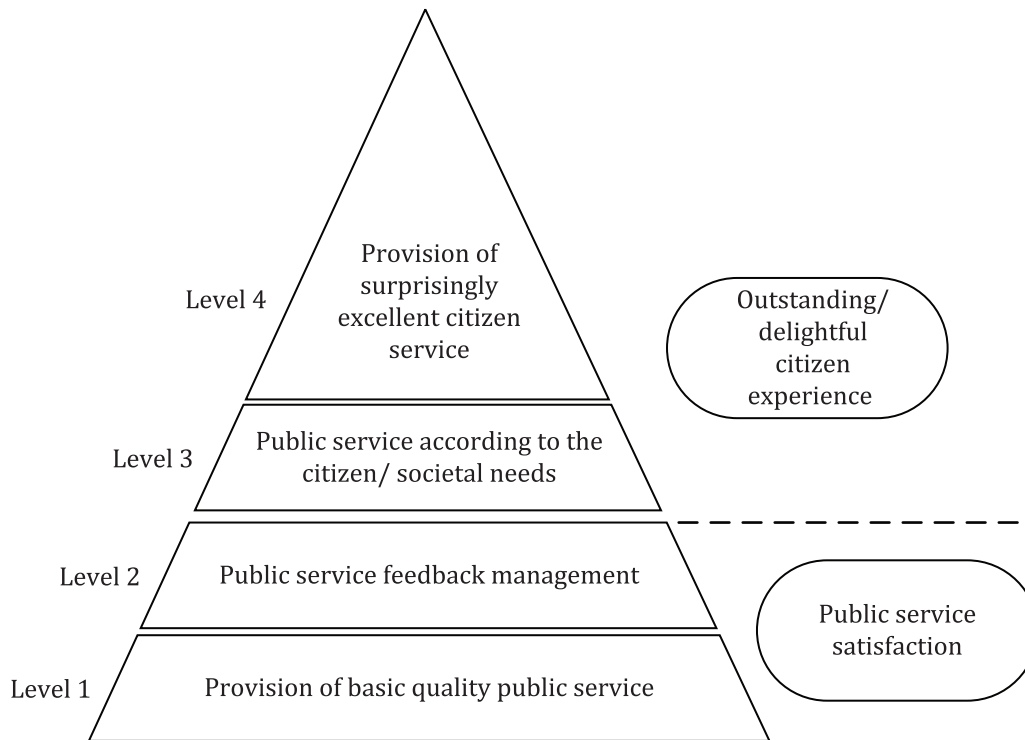 Provision of
surprisingly
excellent citizen
service
Level 4
Outstanding/
delightful
citizen
experience
Public service according to the
citizen/ societal needs
Level 3
Level 2
Public service feedback management
Public service
satisfaction
Level 1
Provision of basic quality public service